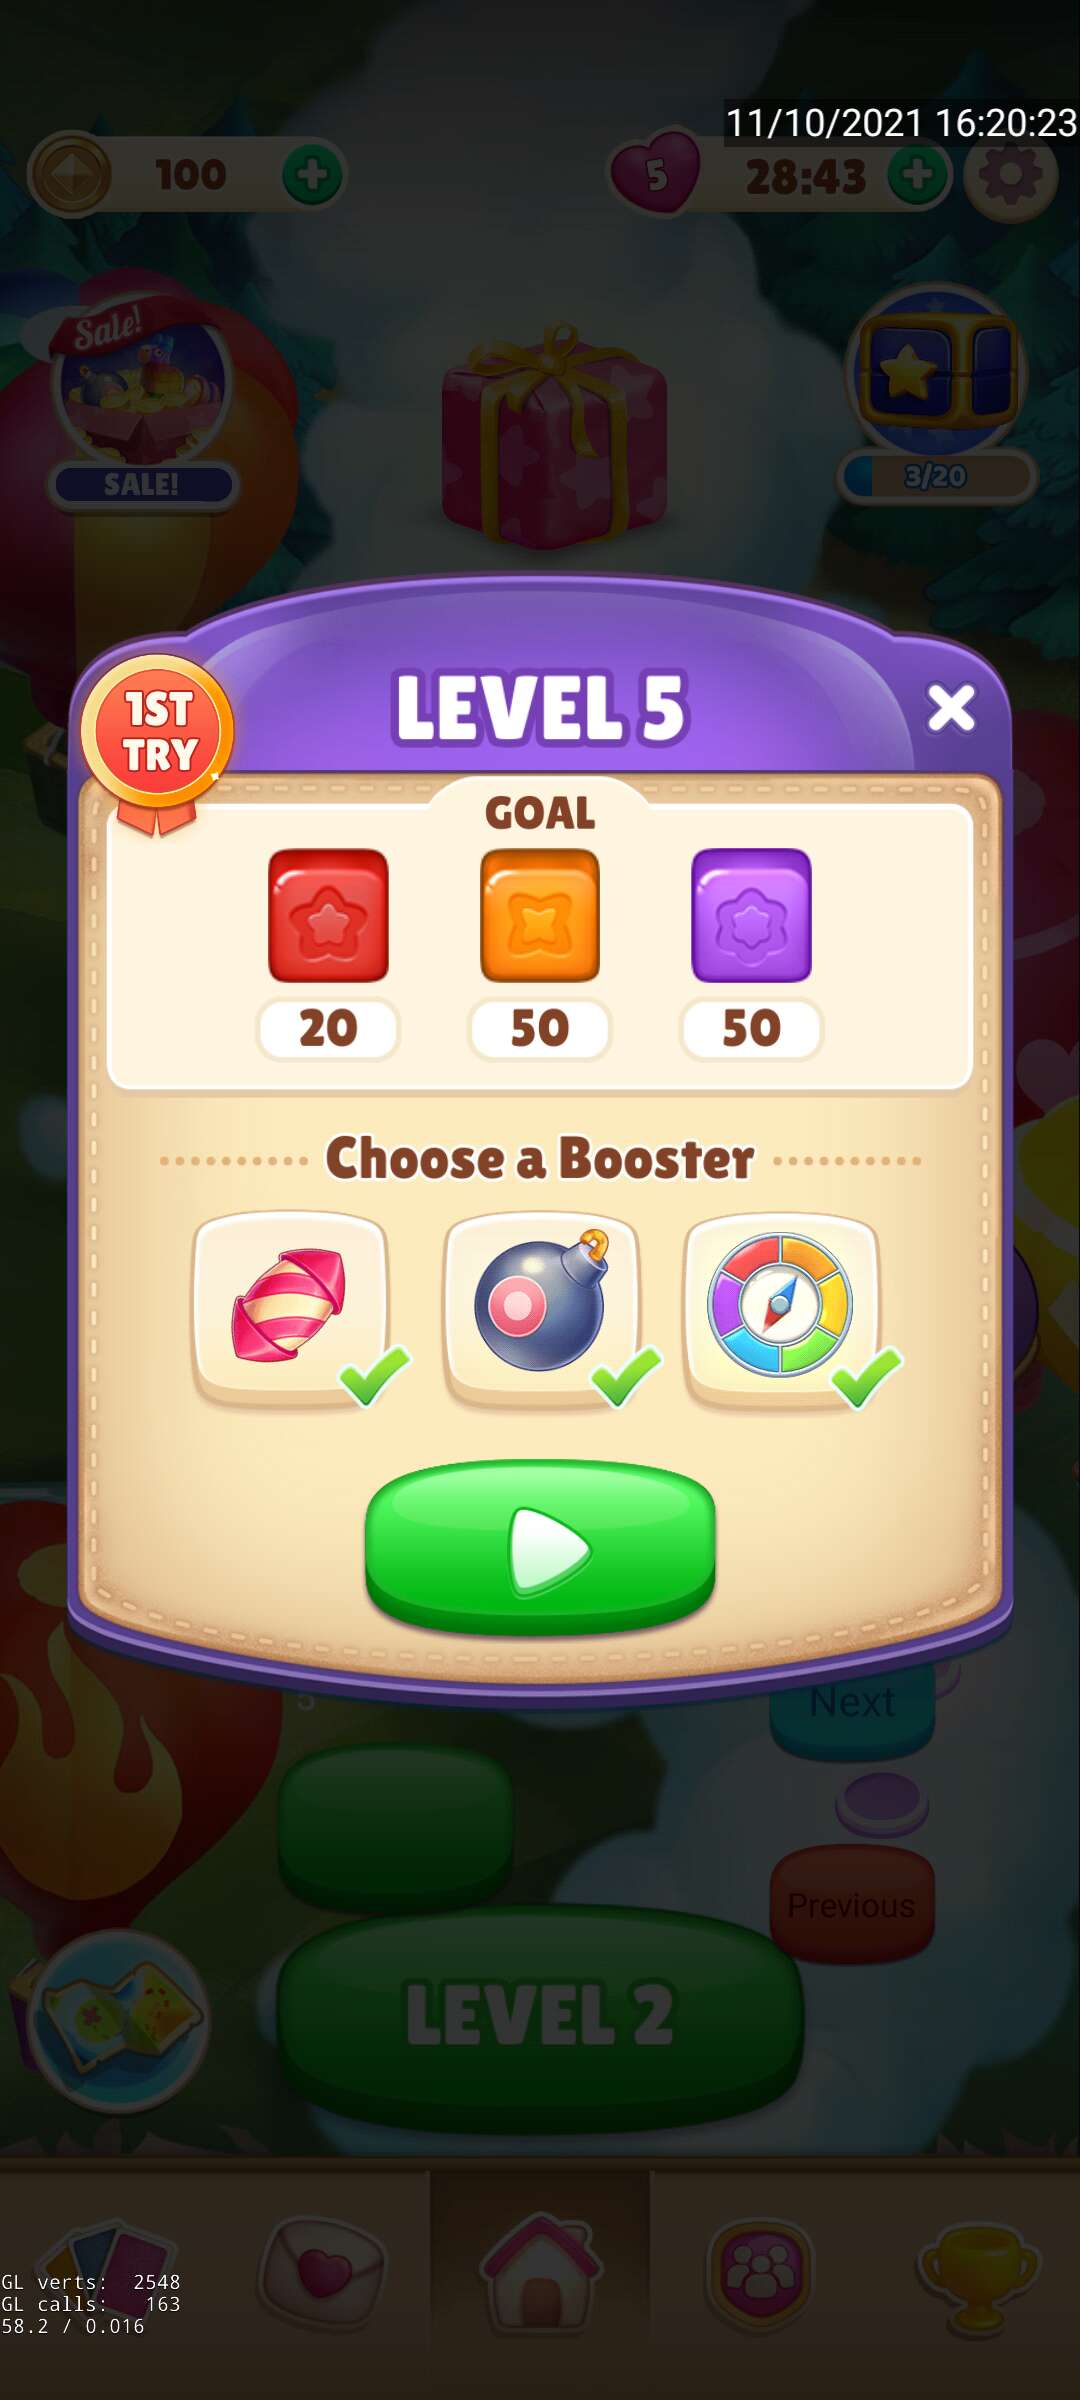 11/10/2021 16:20:23
100
5
28:43
Sale!
SALE!
3/20
1ST
TRY
LEVEL 5
GOAL
20
50
50
Choose a Booster
5
Next
Previous
LEVEL 2
GL verts: 2548
GL calls: 163
58.2 / 0.016